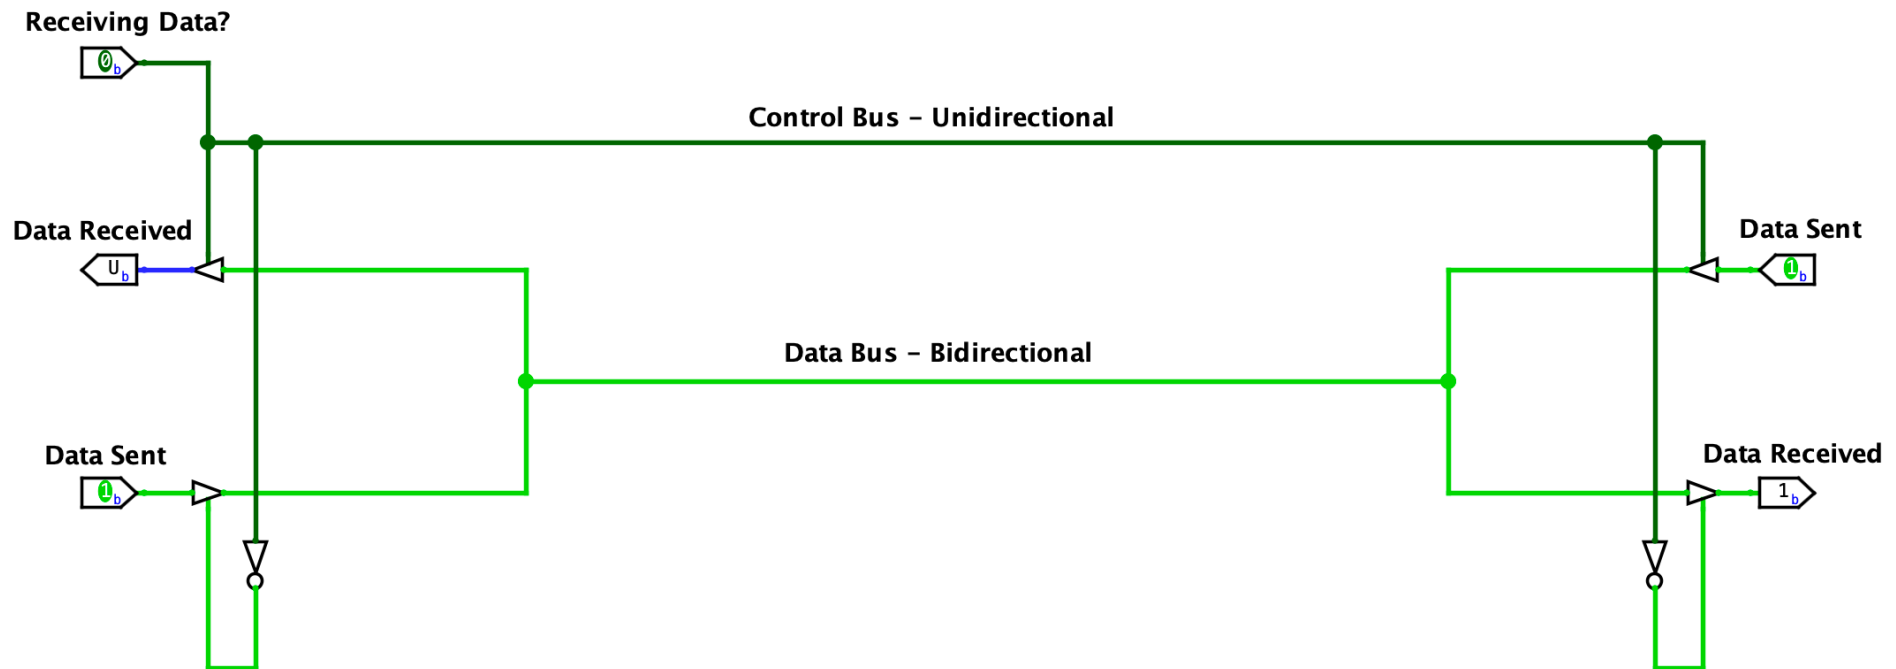 Receiving Data?
0b
Control Bus – Unidirectional
Data Received
Data Sent
Ub
1b
Data Bus – Bidirectional
Data Sent
Data Received
1b
1b